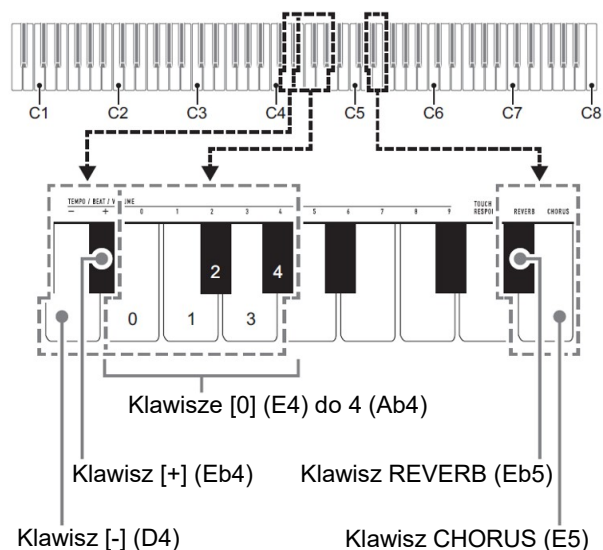 C1 C2 C3 C4 C5 C6 C7 C8
TEMPO / BEAT / VOLUME
− + 0 1 2 3 4 5 6 7 8 9
TOUCH
REVERB CHORUS
2 4
0 1 3
Klawisze [0] (E4) do 4 (Ab4)
Klawisz [+] (Eb4) Klawisz REVERB (Eb5)
Klawisz [-] (D4) Klawisz CHORUS (E5)